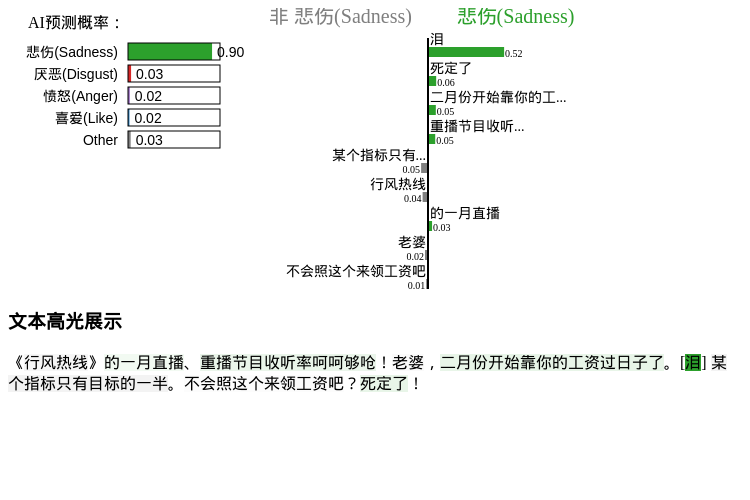 AI预测概率：
悲伤(Sadness) 0.90
厌恶(Disgust) 0.03
愤怒(Anger) 0.02
喜爱(Like) 0.02
Other 0.03
非 悲伤(Sadness) 悲伤(Sadness)
泪
0.52
死定了
0.06
二月份开始靠你的工...
0.05
重播节目收听...
0.05
某个指标只有...
0.05
行风热线
0.04
的一月直播
0.03
老婆
0.02
不会照这个来领工资吧
0.01
文本高光展示
《行风热线》的一月直播、重播节目收听率呵呵够呛！老婆，二月份开始靠你的工资过日子了。[泪] 某
个指标只有目标的一半。不会照这个来领工资吧？死定了！